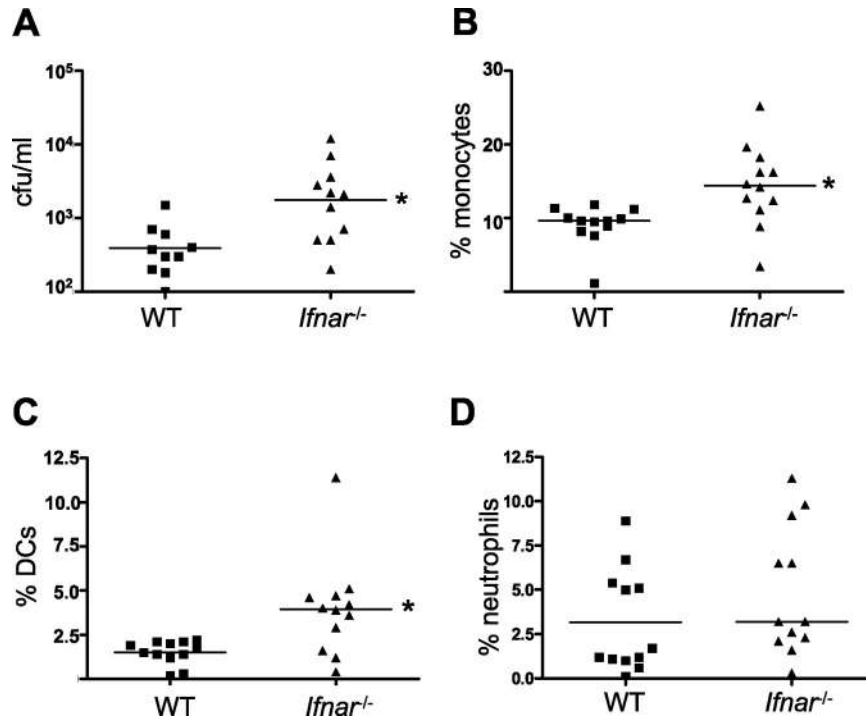 A
cfu/ml
10⁵
10⁴
10³
10²
WT
Ifnar⁻/⁻
*
B
% monocytes
30
20
10
WT
Ifnar⁻/⁻
*
C
% DCs
12.5
10.0
7.5
5.0
2.5
WT
Ifnar⁻/⁻
*
D
% neutrophils
12.5
10.0
7.5
5.0
2.5
0.0
WT
Ifnar⁻/⁻